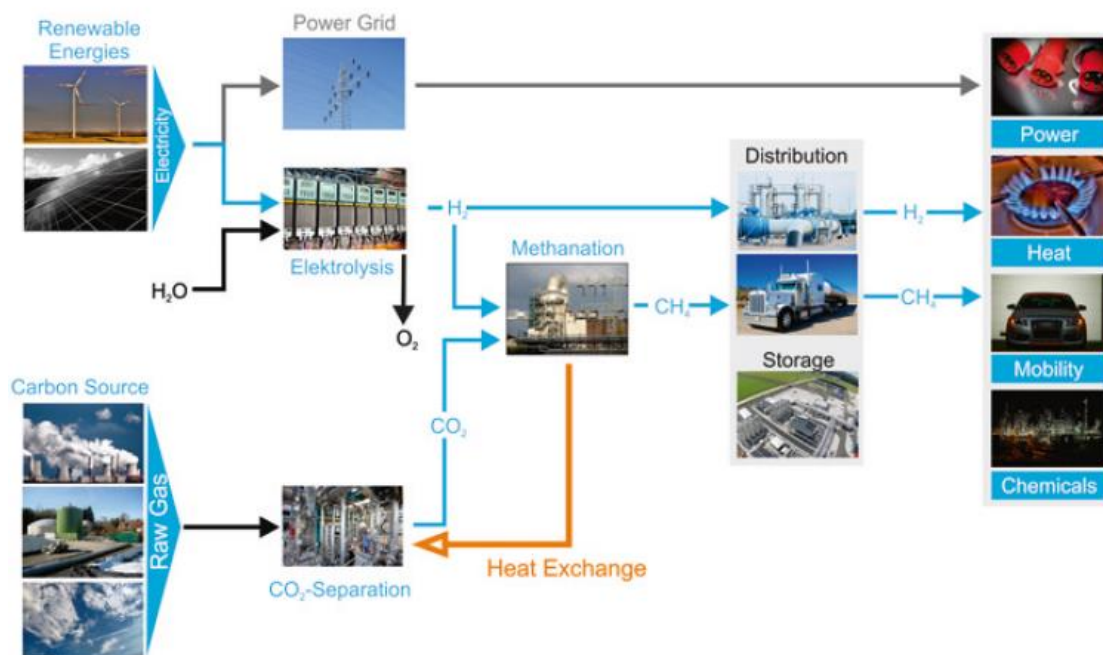 Renewable
Energies
Electricity
Power Grid
H₂O
Elektrolysis
O₂
H₂
Methanation
CH₄
Distribution
Storage
H₂
CH₄
Power
Heat
Mobility
Chemicals
Carbon Source
Raw Gas
CO₂
CO₂-Separation
Heat Exchange